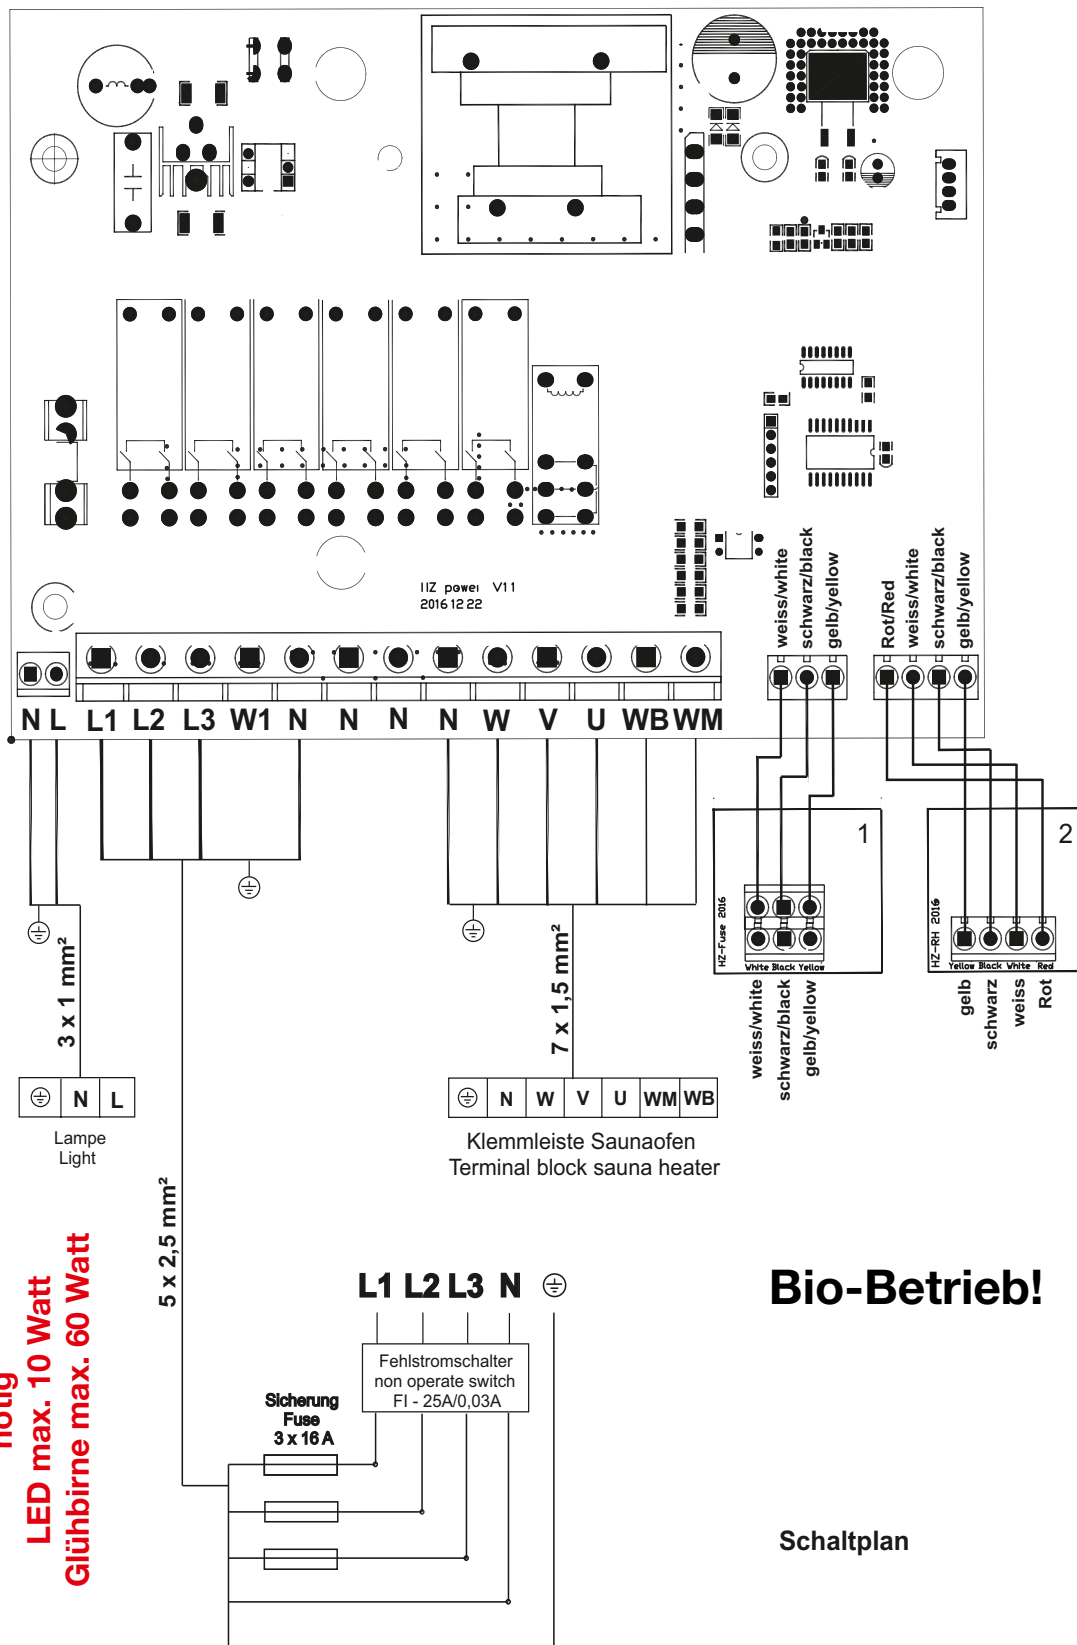 HZ power V11
2016 12 22
weiss/white
schwarz/black
gelb/yellow
Rot/Red
weiss/white
schwarz/black
gelb/yellow
N L L1 L2 L3 W1 N N N N W V U WB WM
1
HZ-Fuse 2016
White Black Yellow
weiss/white
schwarz/black
gelb/yellow
2
HZ-RH 2016
Yellow Black White Red
gelb
schwarz
weiss
Rot
3 x 1 mm²
N L
Lampe
Light
7 x 1,5 mm²
N W V U WM WB
Klemmleiste Saunaofen
Terminal block sauna heater
5 x 2,5 mm²
nötig
LED max. 10 Watt
Glühbirne max. 60 Watt
L1 L2 L3 N
Fehlstromschalter
non operate switch
FI - 25A/0,03A
Sicherung
Fuse
3 x 16 A
Bio-Betrieb!
Schaltplan